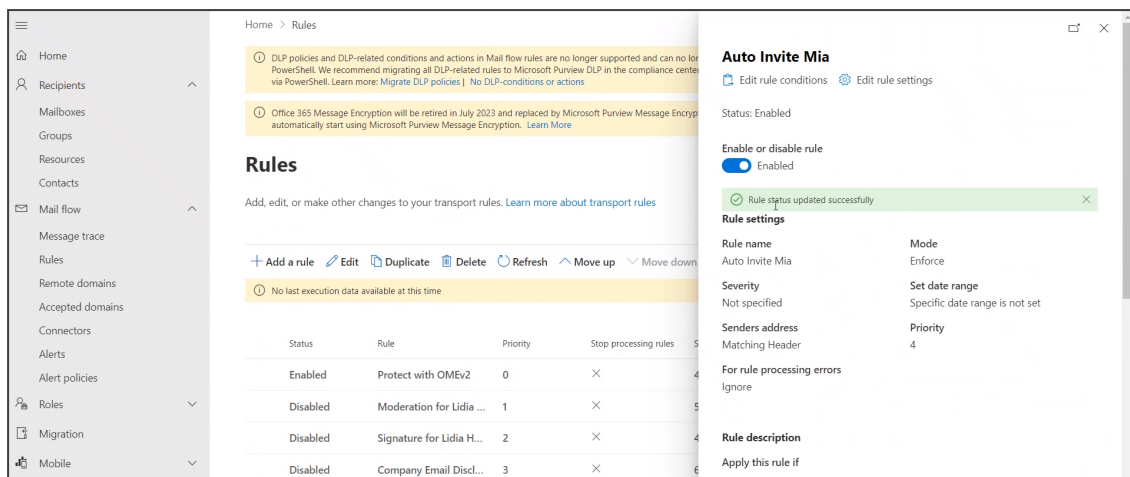 Home
Recipients
Mailboxes
Groups
Resources
Contacts
Mail flow
Message trace
Rules
Remote domains
Accepted domains
Connectors
Alerts
Alert policies
Roles
Migration
Mobile
Home > Rules
DLP policies and DLP-related conditions and actions in Mail flow rules are no longer supported and can no lon
PowerShell. We recommend migrating all DLP-related rules to Microsoft Purview DLP in the compliance cente
via PowerShell. Learn more: Migrate DLP policies | No DLP-conditions or actions
Office 365 Message Encryption will be retired in July 2023 and replaced by Microsoft Purview Message Encryp
automatically start using Microsoft Purview Message Encryption. Learn More
Rules
Add, edit, or make other changes to your transport rules. Learn more about transport rules
Add a rule Edit Duplicate Delete Refresh Move up Move down
No last execution data available at this time
Status Rule Priority Stop processing rules S
Enabled Protect with OMEv2 0 4
Disabled Moderation for Lidia ... 1 5
Disabled Signature for Lidia H... 2 4
Disabled Company Email Discl... 3 6
Auto Invite Mia
Edit rule conditions Edit rule settings
Status: Enabled
Enable or disable rule
Enabled
Rule status updated successfully
Rule settings
Rule name Mode
Auto Invite Mia Enforce
Severity Set date range
Not specified Specific date range is not set
Senders address Priority
Matching Header 4
For rule processing errors
Ignore
Rule description
Apply this rule if